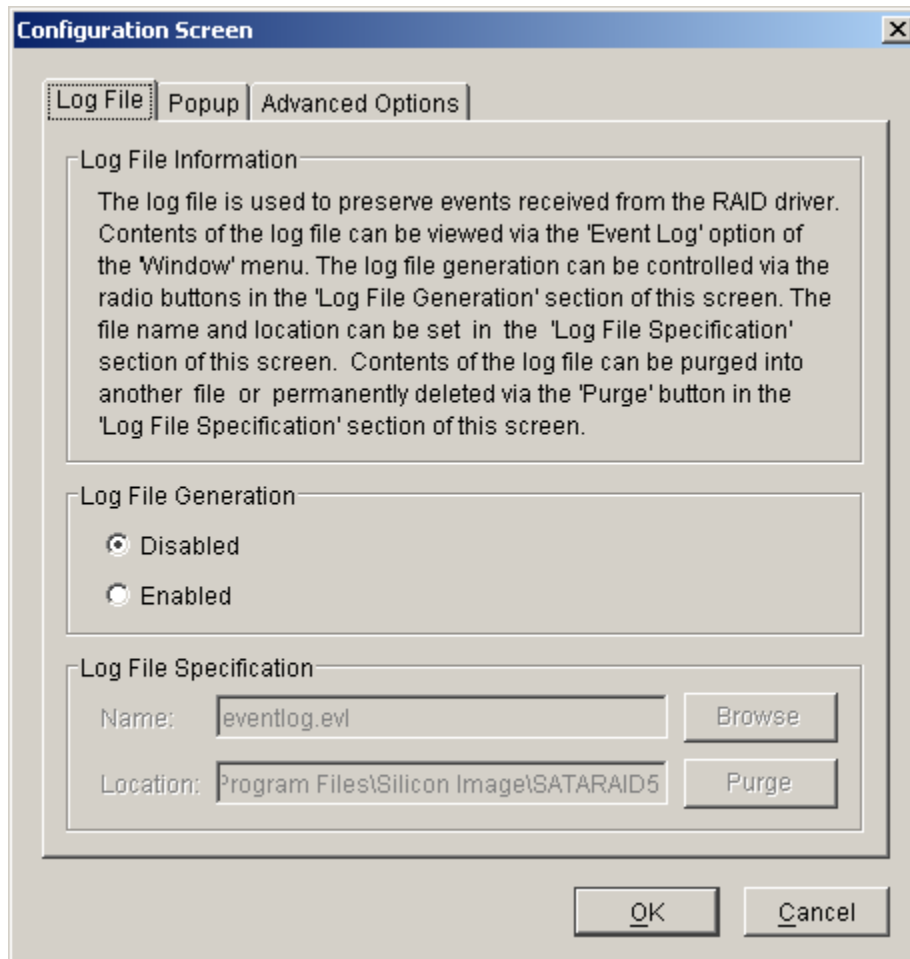 Configuration Screen
Log File
Popup
Advanced Options
Log File Information
The log file is used to preserve events received from the RAID driver.
Contents of the log file can be viewed via the 'Event Log' option of
the 'Window' menu. The log file generation can be controlled via the
radio buttons in the 'Log File Generation' section of this screen. The
file name and location can be set in the 'Log File Specification'
section of this screen. Contents of the log file can be purged into
another file or permanently deleted via the 'Purge' button in the
'Log File Specification' section of this screen.
Log File Generation
Disabled
Enabled
Log File Specification
Name:
eventlog.evl
Browse
Location:
Program Files\Silicon Image\SATARAID5
Purge
OK
Cancel